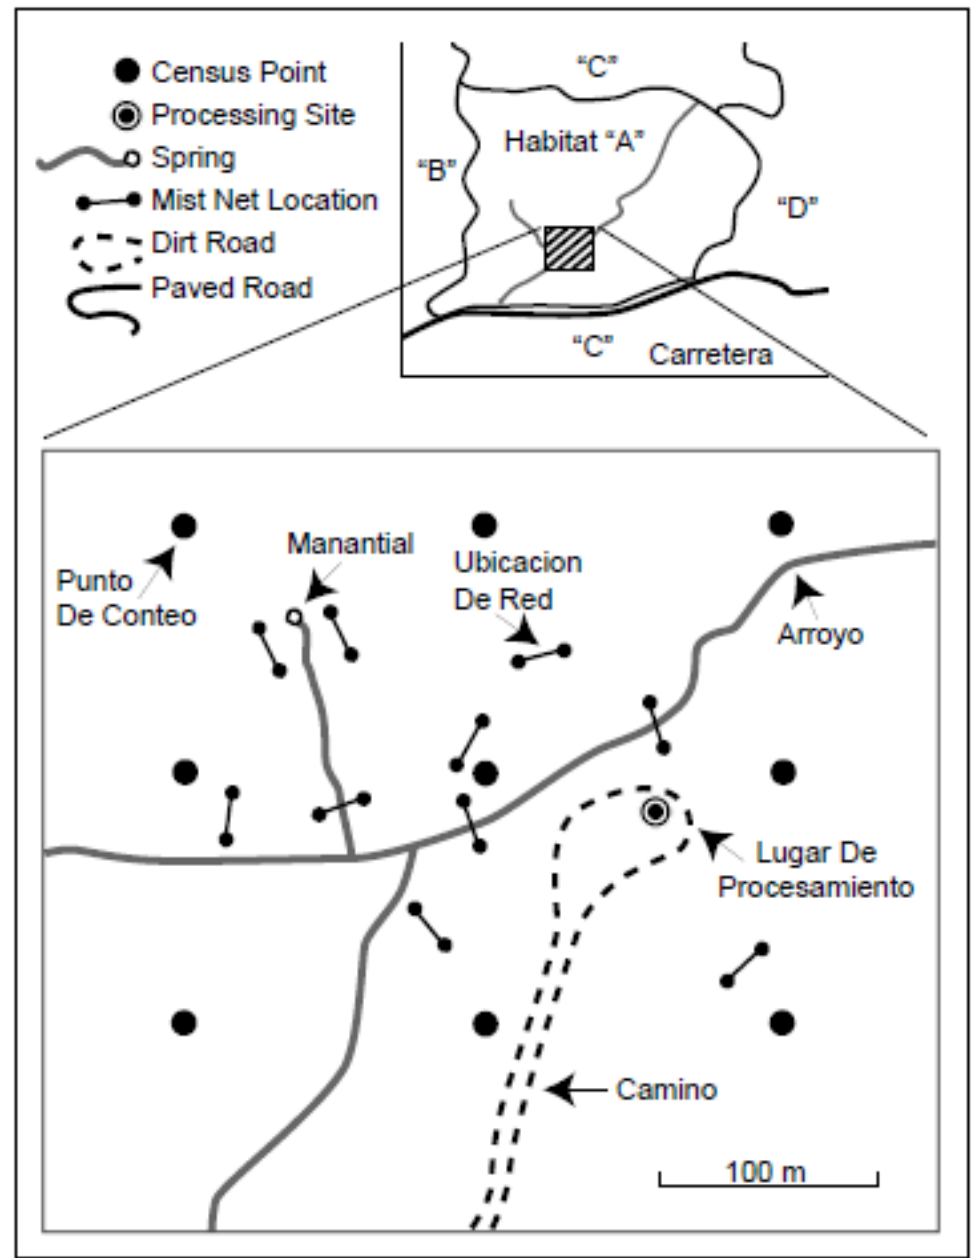 Census Point
Processing Site
Spring
Mist Net Location
Dirt Road
Paved Road
“C”
Habitat “A”
“B”
“D”
“C”
Carretera
Manantial
Ubicacion
De Red
Punto
De Conteo
Arroyo
Lugar De
Procesamiento
Camino
100 m